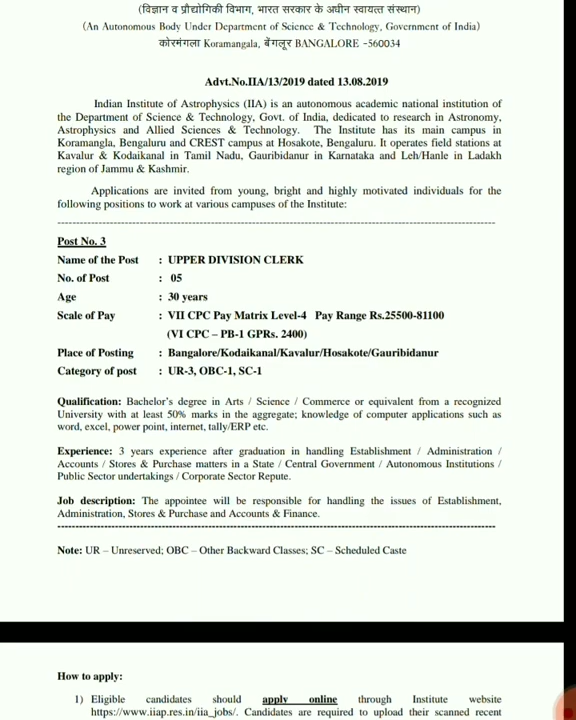 (विज्ञान व प्रौद्योगिकी विभाग, भारत सरकार के अधीन स्वायत्त संस्थान)
(An Autonomous Body Under Department of Science & Technology, Government of India)
कोरमंगला Koramangala, बेंगलूर BANGALORE -560034
Advt.No.IIA/13/2019 dated 13.08.2019
Indian Institute of Astrophysics (IIA) is an autonomous academic national institution of
the Department of Science & Technology, Govt. of India, dedicated to research in Astronomy,
Astrophysics and Allied Sciences & Technology. The Institute has its main campus in
Koramangla, Bengaluru and CREST campus at Hosakote, Bengaluru. It operates field stations at
Kavalur & Kodaikanal in Tamil Nadu, Gauribidanur in Karnataka and Leh/Hanle in Ladakh
region of Jammu & Kashmir.
Applications are invited from young, bright and highly motivated individuals for the
following positions to work at various campuses of the Institute:
Post No. 3
Name of the Post : UPPER DIVISION CLERK
No. of Post : 05
Age : 30 years
Scale of Pay : VII CPC Pay Matrix Level-4 Pay Range Rs.25500-81100
(VI CPC – PB-1 GPRs. 2400)
Place of Posting : Bangalore/Kodaikanal/Kavalur/Hosakote/Gauribidanur
Category of post : UR-3, OBC-1, SC-1
Qualification: Bachelor's degree in Arts / Science / Commerce or equivalent from a recognized
University with at least 50% marks in the aggregate; knowledge of computer applications such as
word, excel, power point, internet, tally/ERP etc.
Experience: 3 years experience after graduation in handling Establishment / Administration /
Accounts / Stores & Purchase matters in a State / Central Government / Autonomous Institutions /
Public Sector undertakings / Corporate Sector Repute.
Job description: The appointee will be responsible for handling the issues of Establishment,
Administration, Stores & Purchase and Accounts & Finance.
Note: UR – Unreserved; OBC – Other Backward Classes; SC – Scheduled Caste
How to apply:
1) Eligible candidates should apply online through Institute website
https://www.iiap.res.in/iia_jobs/. Candidates are required to upload their scanned recent